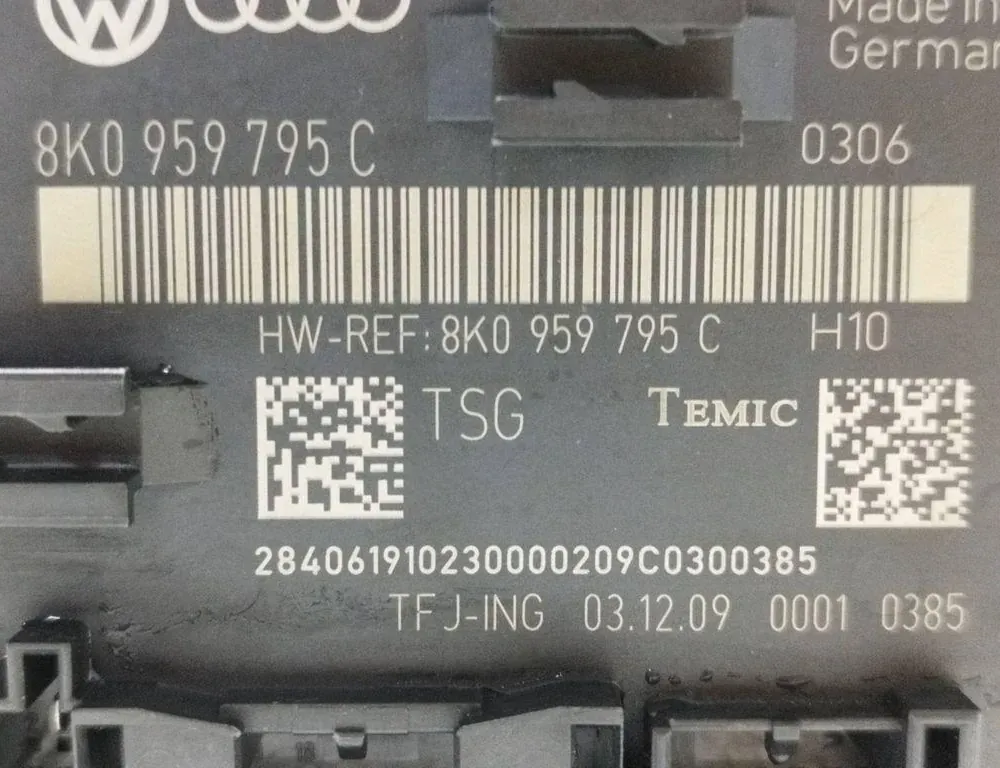 Made in
German
8K0 959 795 C 0306
HW-REF: 8K0 959 795 C H10
TSG TEMIC
284061910230000209C0300385
TFJ-ING 03.12.09 0001 0385